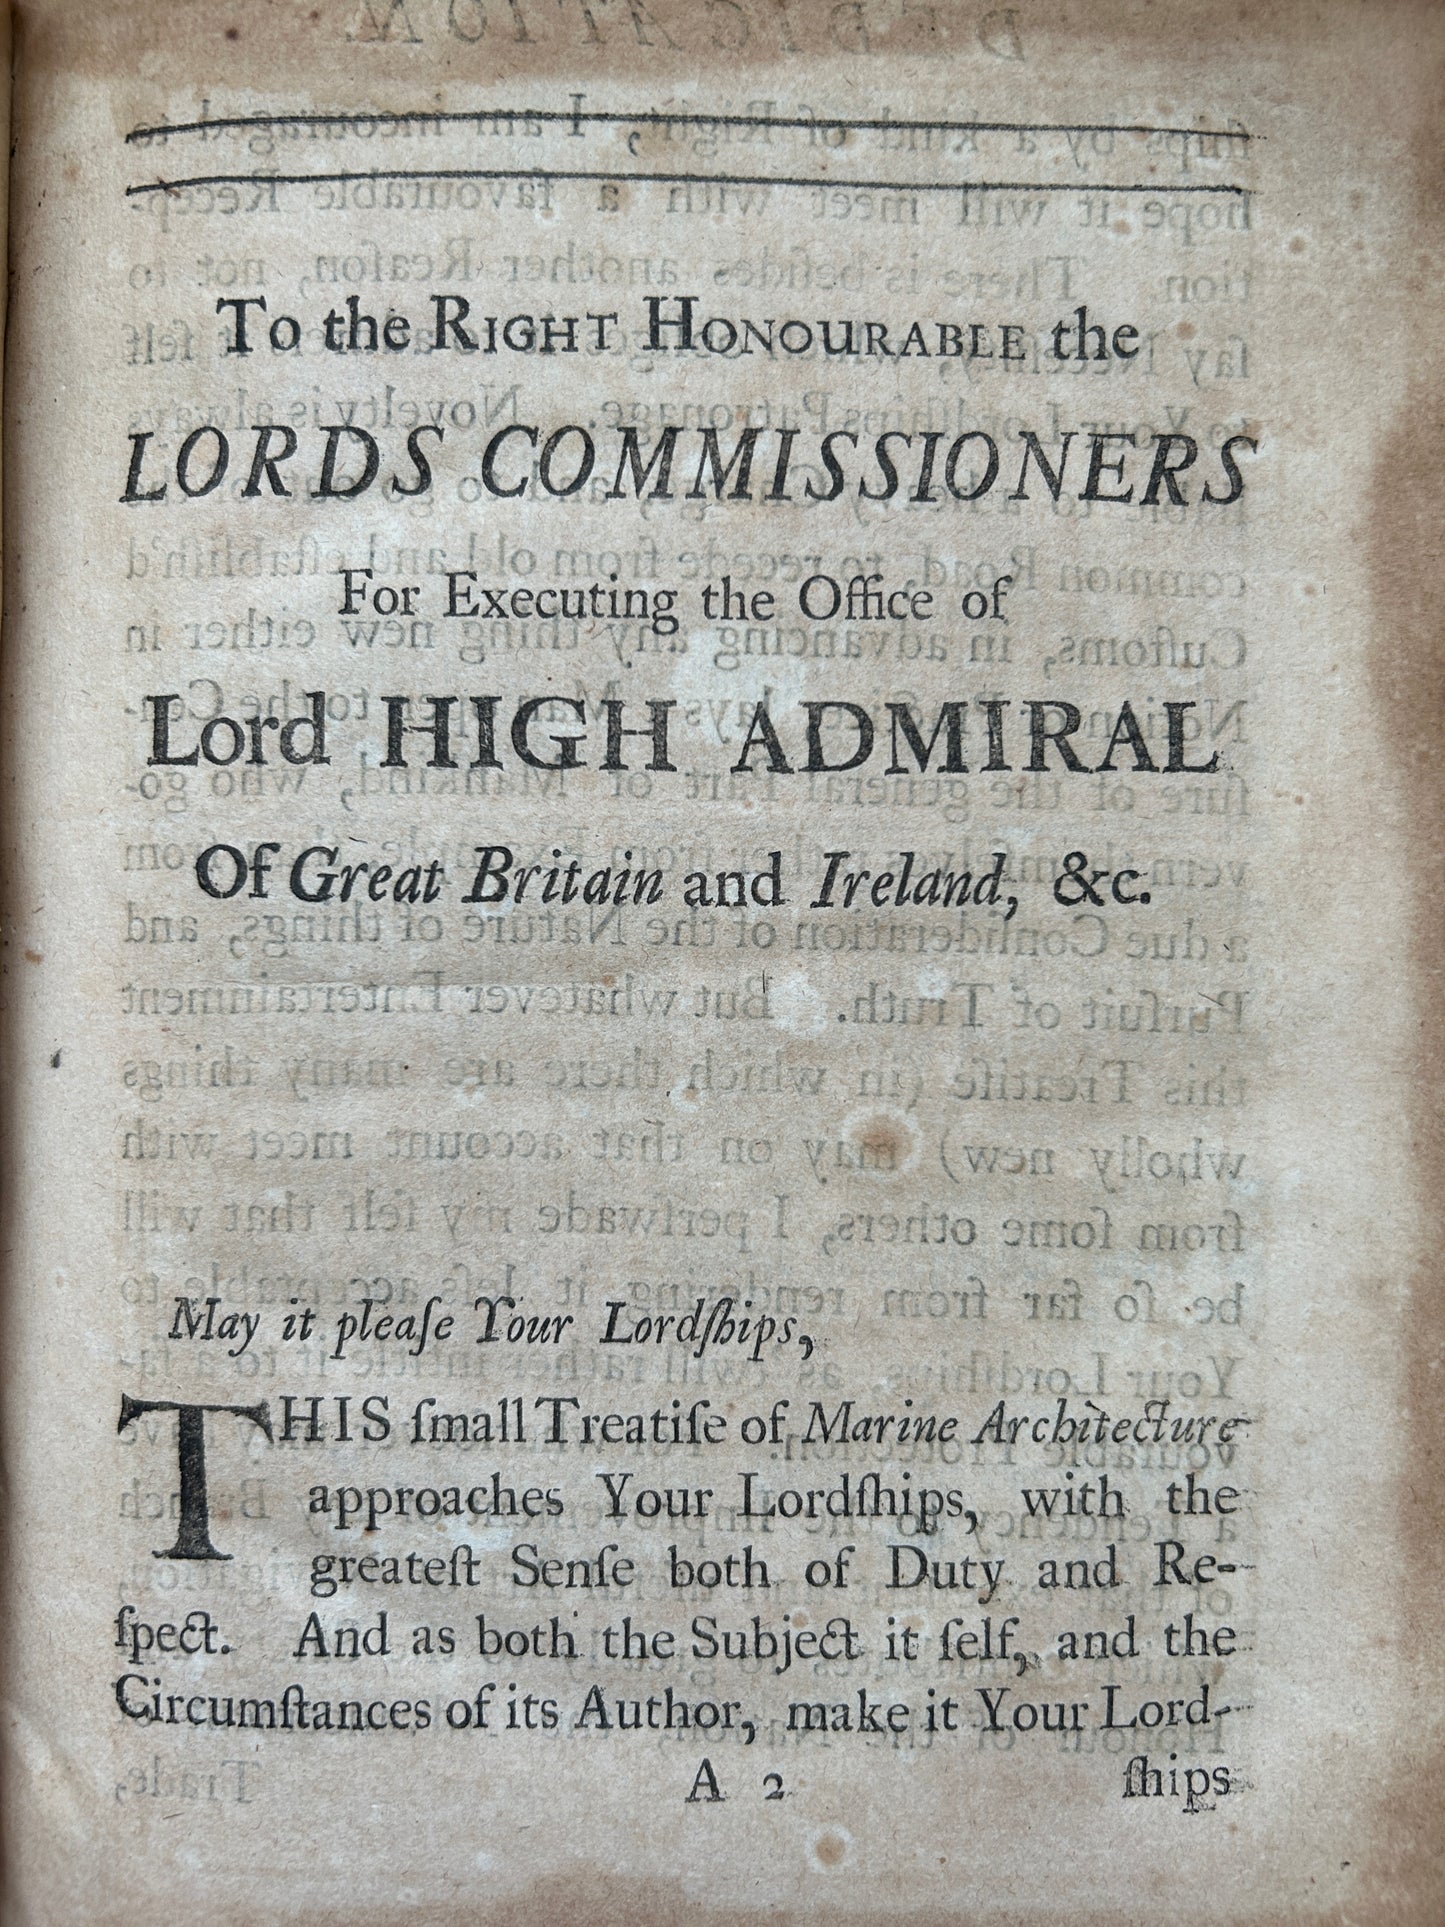 To the RIGHT HONOURABLE the
LORDS COMMISSIONERS
For Executing the Office of
Lord HIGH ADMIRAL
Of Great Britain and Ireland, &c.
May it pleaſe Your Lordſhips,
THIS ſmall Treatiſe of Marine Architecture
approaches Your Lordſhips, with the
greateſt Senſe both of Duty and Re-
ſpect. And as both the Subject it ſelf, and the
Circumſtances of its Author, make it Your Lord-
A 2
ſhips